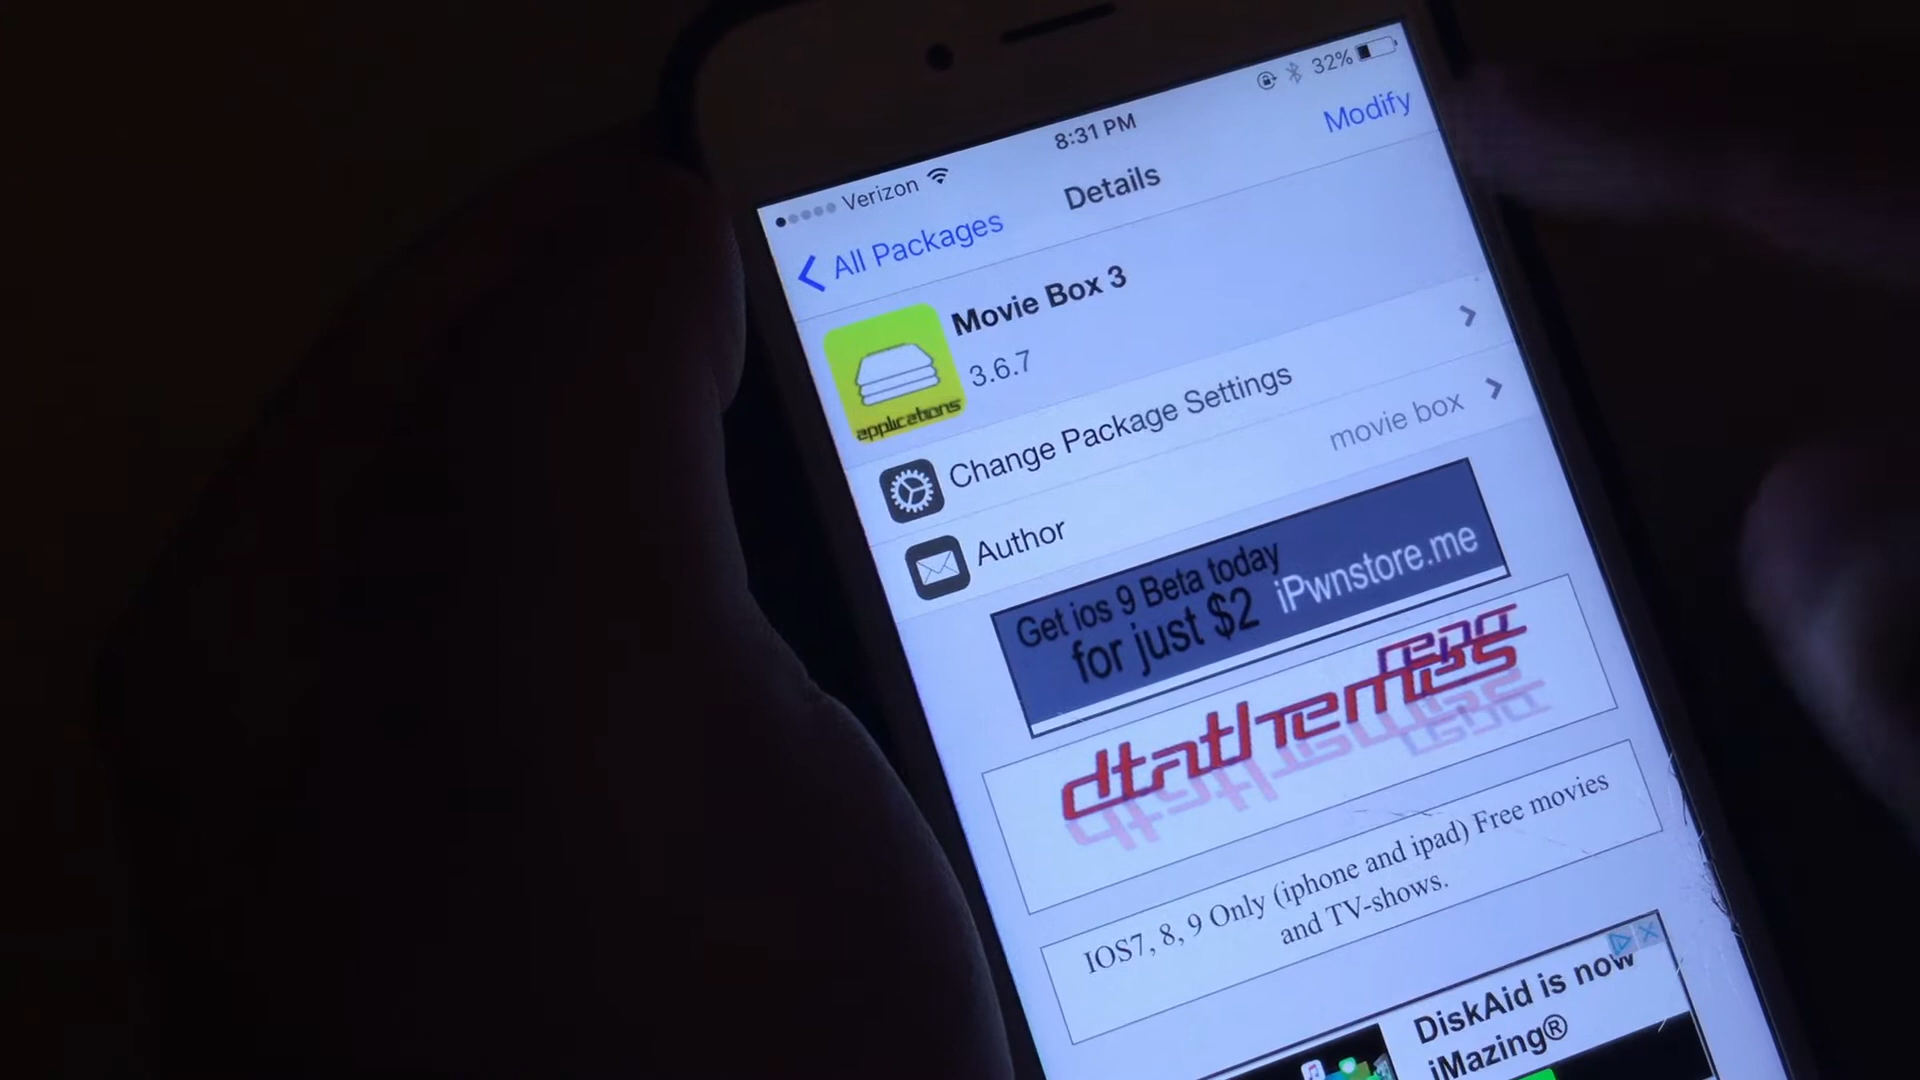 32%
Verizon
8:31 PM
Modify
All Packages
Details
Movie Box 3
3.6.7
applications
Change Package Settings
Author
movie box
Get ios 9 Beta today
for just $2
iPwnstore.me
repo
dtathemes
IOS7, 8, 9 Only (iphone and ipad) Free movies
and TV-shows.
DiskAid is now
iMazing®